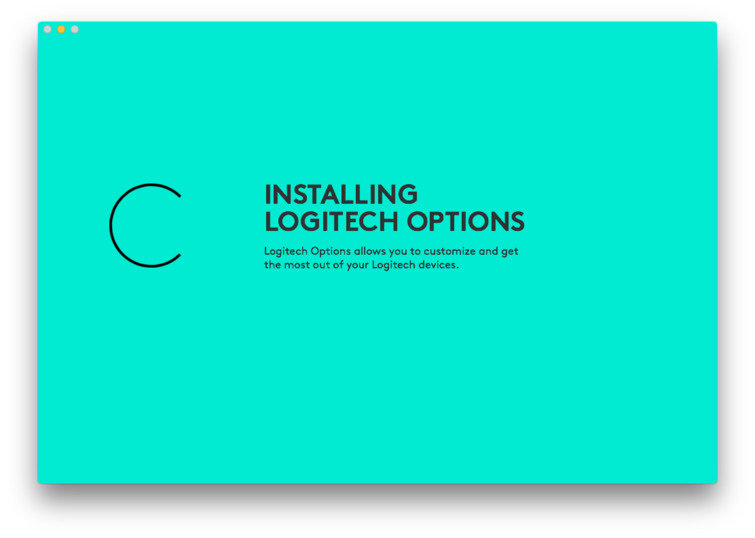 INSTALLING
LOGITECH OPTIONS
Logitech Options allows you to customize and get
the most out of your Logitech devices.